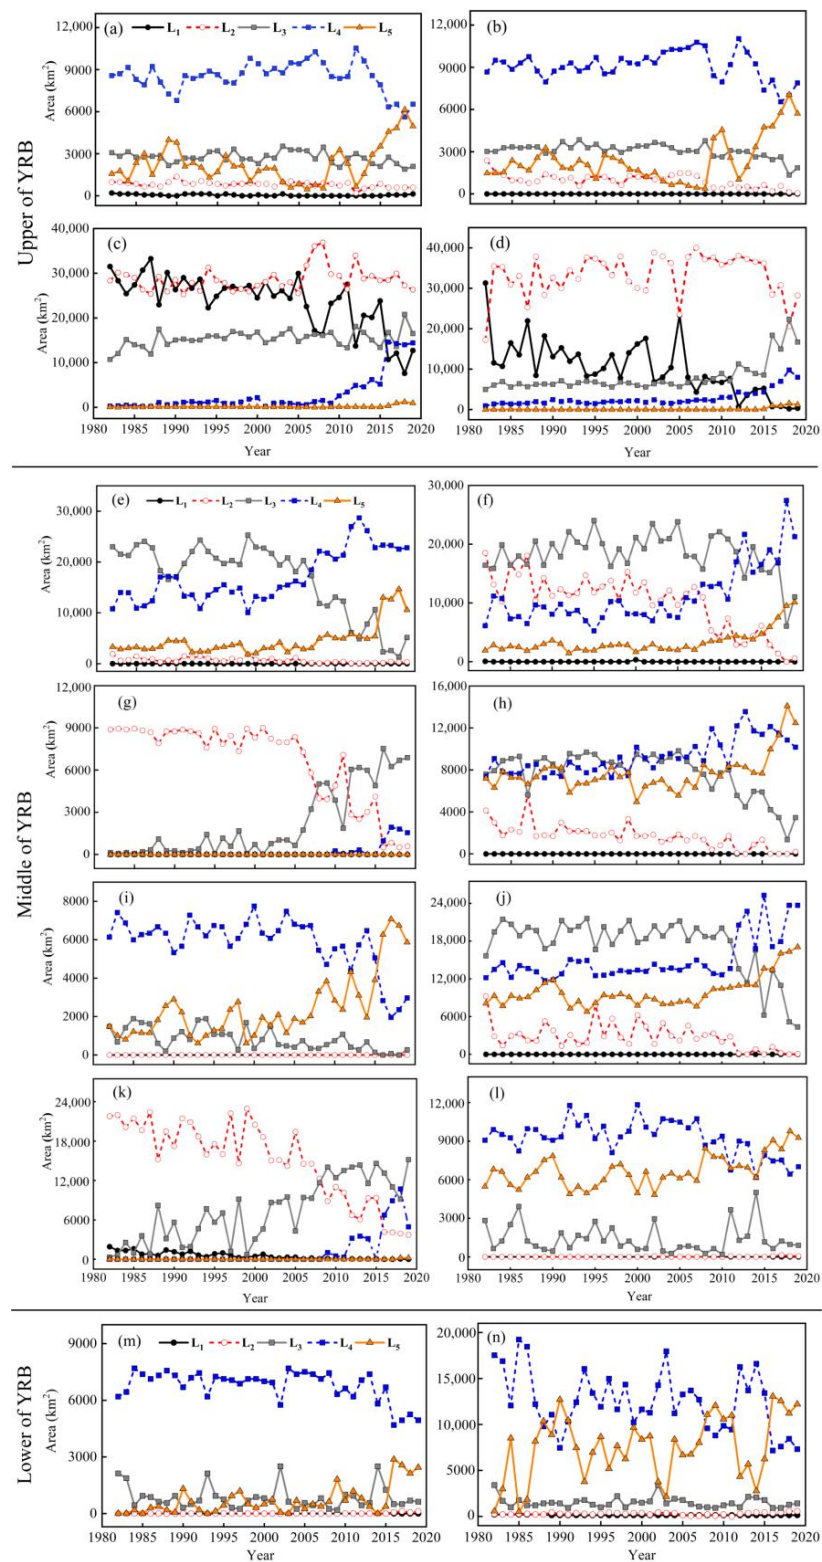 Upper of YRB
(a) L1 L2 L3 L4 L5
Area (km2)
12,000
9000
6000
3000
0
(b)
12,000
9000
6000
3000
0
(c)
Area (km2)
40,000
30,000
20,000
10,000
0
1980 1985 1990 1995 2000 2005 2010 2015 2020
Year
(d)
40,000
30,000
20,000
10,000
0
1980 1985 1990 1995 2000 2005 2010 2015 2020
Year
Middle of YRB
(e) L1 L2 L3 L4 L5
Area (km2)
30,000
20,000
10,000
0
(f)
30,000
20,000
10,000
0
(g)
Area (km2)
12,000
9000
6000
3000
0
(h)
16,000
12,000
8000
4000
0
(i)
Area (km2)
8000
6000
4000
2000
0
(j)
24,000
18,000
12,000
6000
0
(k)
Area (km2)
24,000
18,000
12,000
6000
0
1980 1985 1990 1995 2000 2005 2010 2015 2020
Year
(l)
12,000
9000
6000
3000
0
1980 1985 1990 1995 2000 2005 2010 2015 2020
Year
Lower of YRB
(m) L1 L2 L3 L4 L5
Area (km2)
9000
6000
3000
0
1980 1985 1990 1995 2000 2005 2010 2015 2020
Year
(n)
20,000
15,000
10,000
5000
0
1980 1985 1990 1995 2000 2005 2010 2015 2020
Year